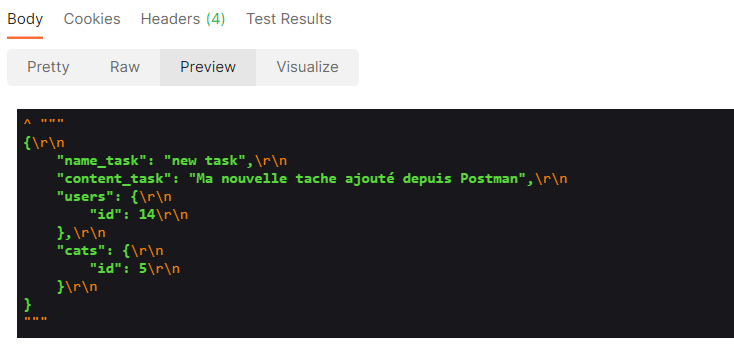 Body Cookies Headers (4) Test Results
Pretty Raw Preview Visualize
^ """
{\r\n
    "name_task": "new task",\r\n
    "content_task": "Ma nouvelle tache ajouté depuis Postman",\r\n
    "users": {\r\n
        "id": 14\r\n
    },\r\n
    "cats": {\r\n
        "id": 5\r\n
    }\r\n
}
"""